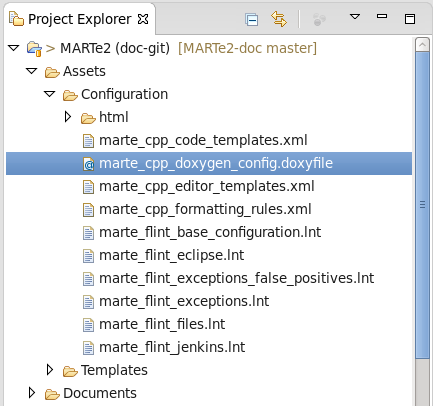 Project Explorer
> MARTe2 (doc-git) [MARTe2-doc master]
Assets
Configuration
html
marte_cpp_code_templates.xml
marte_cpp_doxygen_config.doxyfile
marte_cpp_editor_templates.xml
marte_cpp_formatting_rules.xml
marte_flint_base_configuration.lnt
marte_flint_eclipse.lnt
marte_flint_exceptions_false_positives.lnt
marte_flint_exceptions.lnt
marte_flint_files.lnt
marte_flint_jenkins.lnt
Templates
Documents